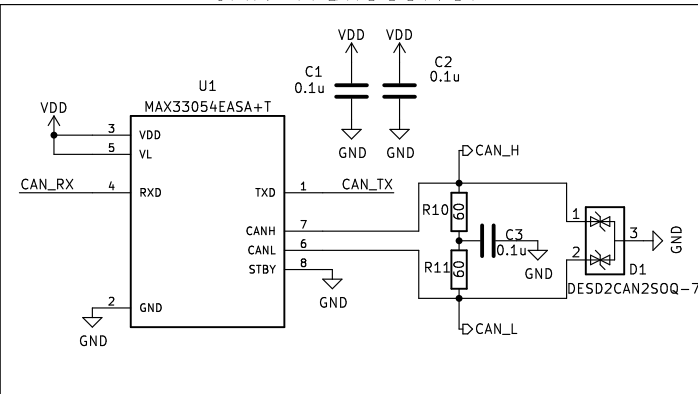 VDD VDD
C1 0.1u
C2 0.1u
GND GND
U1
MAX33054EASA+T
VDD
3 VDD
5 VL
CAN_RX 4 RXD
TXD 1 CAN_TX
CANH 7
CANL 6
STBY 8
GND
2 GND
GND
CAN_H
R10 60
C3
0.1u
GND
R11 60
CAN_L
1
2
3 GND
D1
DESD2CAN2SOQ-7